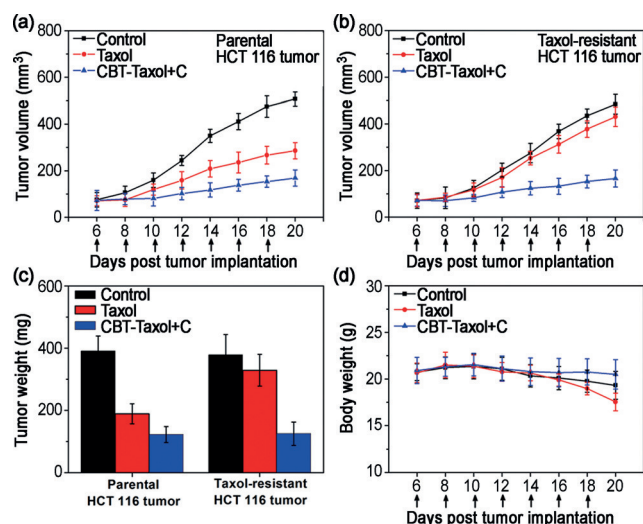 (a)
Control
Taxol
CBT-Taxol+C
Parental
HCT 116 tumor
Tumor volume (mm³)
800
600
400
200
0
6 8 10 12 14 16 18 20
Days post tumor implantation
(b)
Control
Taxol
CBT-Taxol+C
Taxol-resistant
HCT 116 tumor
Tumor volume (mm³)
800
600
400
200
0
6 8 10 12 14 16 18 20
Days post tumor implantation
(c)
Control
Taxol
CBT-Taxol+C
Tumor weight (mg)
600
400
200
0
Parental
HCT 116 tumor
Taxol-resistant
HCT 116 tumor
(d)
Control
Taxol
CBT-Taxol+C
Body weight (g)
30
25
20
15
10
6 8 10 12 14 16 18 20
Days post tumor implantation